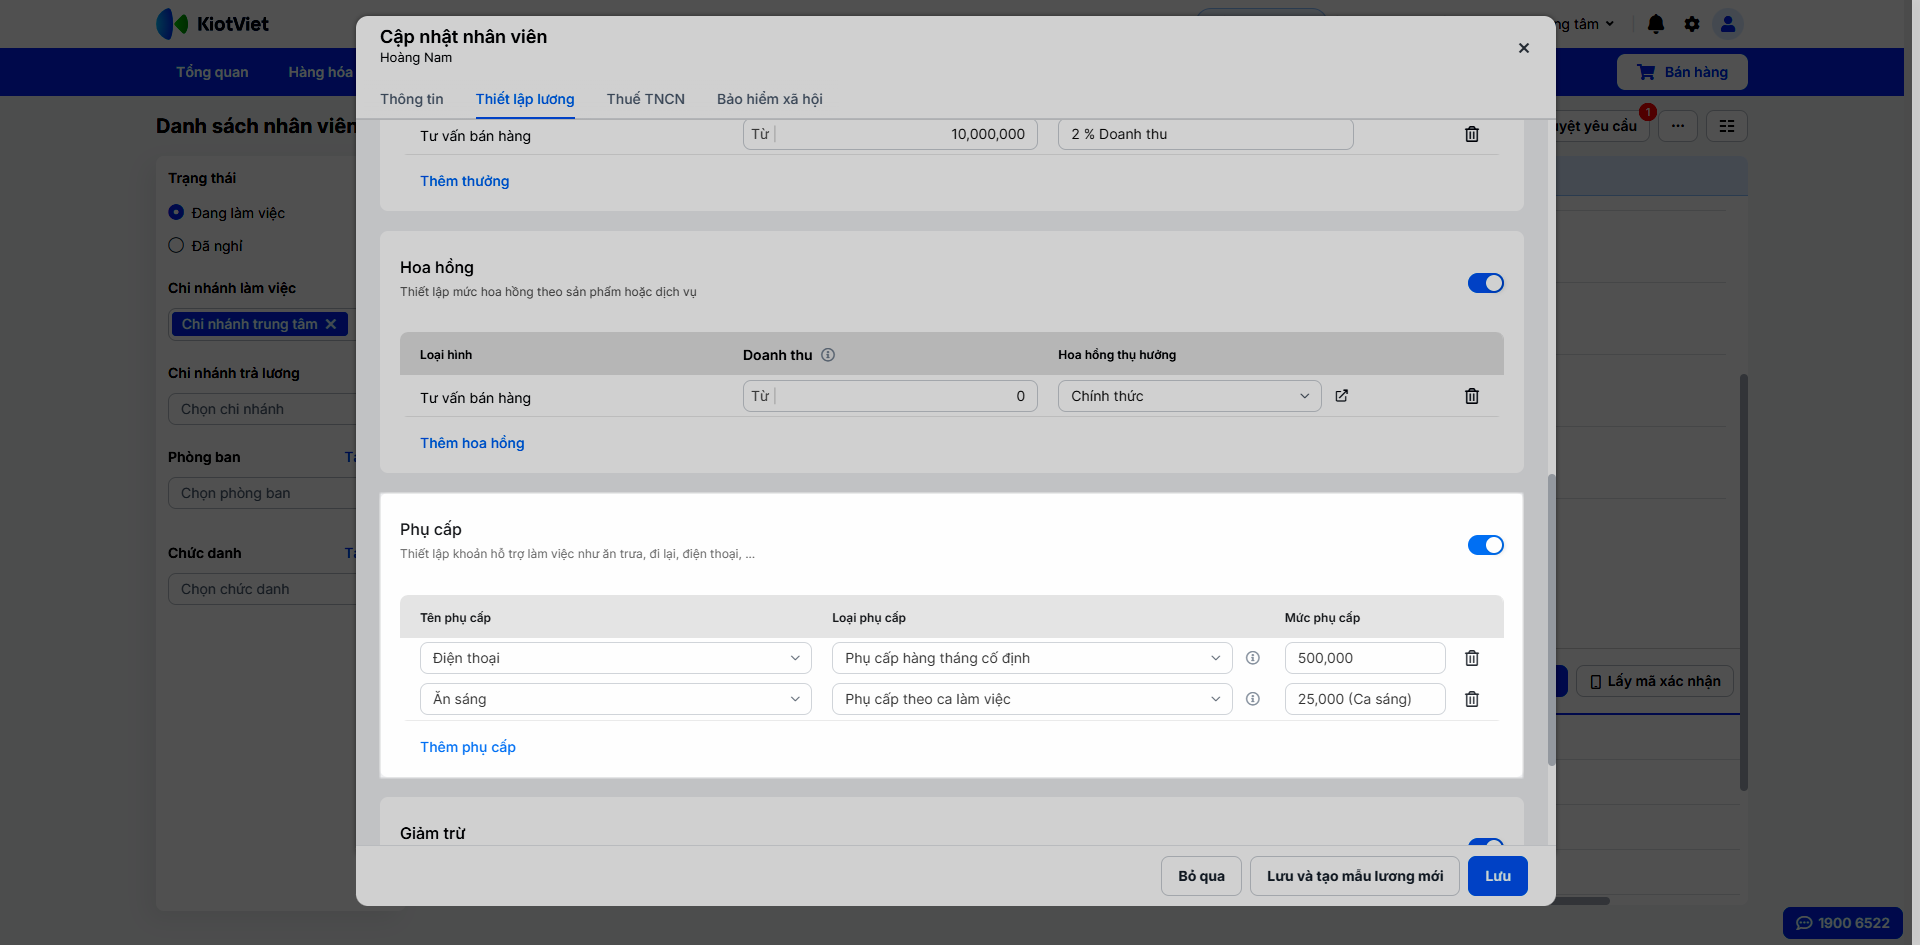 KiotViet
Tổng quan
Hàng hóa
Bán hàng
Danh sách nhân viên
yệt yêu cầu
1
Trạng thái
Đang làm việc
Đã nghỉ
Chi nhánh làm việc
Chi nhánh trung tâm
Chi nhánh trả lương
Chọn chi nhánh
Phòng ban
Chọn phòng ban
Chức danh
Chọn chức danh
Cập nhật nhân viên
Hoàng Nam
Thông tin
Thiết lập lương
Thuế TNCN
Bảo hiểm xã hội
Tư vấn bán hàng
Từ
10,000,000
2 % Doanh thu
Thêm thưởng
Hoa hồng
Thiết lập mức hoa hồng theo sản phẩm hoặc dịch vụ
Loại hình
Doanh thu
Hoa hồng thụ hưởng
Tư vấn bán hàng
Từ
0
Chính thức
Thêm hoa hồng
Phụ cấp
Thiết lập khoản hỗ trợ làm việc như ăn trưa, đi lại, điện thoại, ...
Tên phụ cấp
Loại phụ cấp
Mức phụ cấp
Điện thoại
Phụ cấp hàng tháng cố định
500,000
Ăn sáng
Phụ cấp theo ca làm việc
25,000 (Ca sáng)
Thêm phụ cấp
Giảm trừ
Bỏ qua
Lưu và tạo mẫu lương mới
Lưu
Lấy mã xác nhận
1900 6522